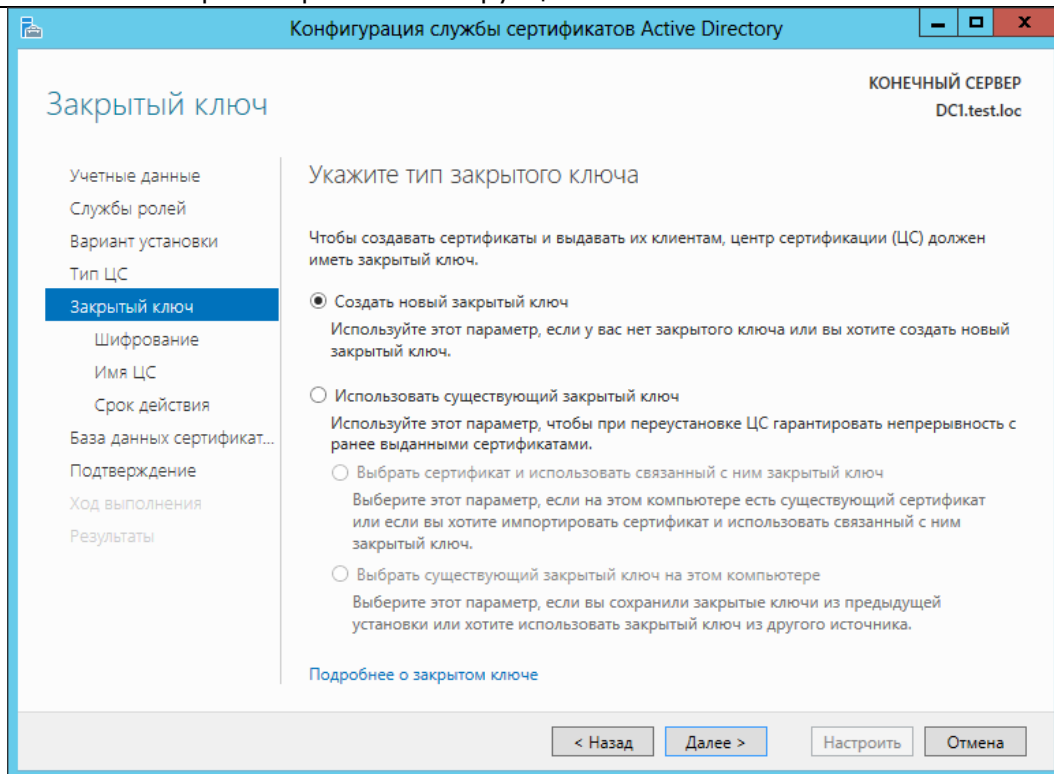 Конфигурация службы сертификатов Active Directory
Закрытый ключ
КОНЕЧНЫЙ СЕРВЕР
DC1.test.loc
Учетные данные
Службы ролей
Вариант установки
Тип ЦС
Закрытый ключ
Шифрование
Имя ЦС
Срок действия
База данных сертификат...
Подтверждение
Ход выполнения
Результаты
Укажите тип закрытого ключа
Чтобы создавать сертификаты и выдавать их клиентам, центр сертификации (ЦС) должен
иметь закрытый ключ.
Создать новый закрытый ключ
Используйте этот параметр, если у вас нет закрытого ключа или вы хотите создать новый
закрытый ключ.
Использовать существующий закрытый ключ
Используйте этот параметр, чтобы при переустановке ЦС гарантировать непрерывность с
ранее выданными сертификатами.
Выбрать сертификат и использовать связанный с ним закрытый ключ
Выберите этот параметр, если на этом компьютере есть существующий сертификат
или если вы хотите импортировать сертификат и использовать связанный с ним
закрытый ключ.
Выбрать существующий закрытый ключ на этом компьютере
Выберите этот параметр, если вы сохранили закрытые ключи из предыдущей
установки или хотите использовать закрытый ключ из другого источника.
Подробнее о закрытом ключе
< Назад
Далее >
Настроить
Отмена